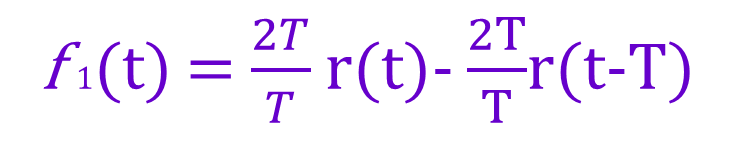 f₁(t) = 2T/T r(t)- 2T/T r(t-T)